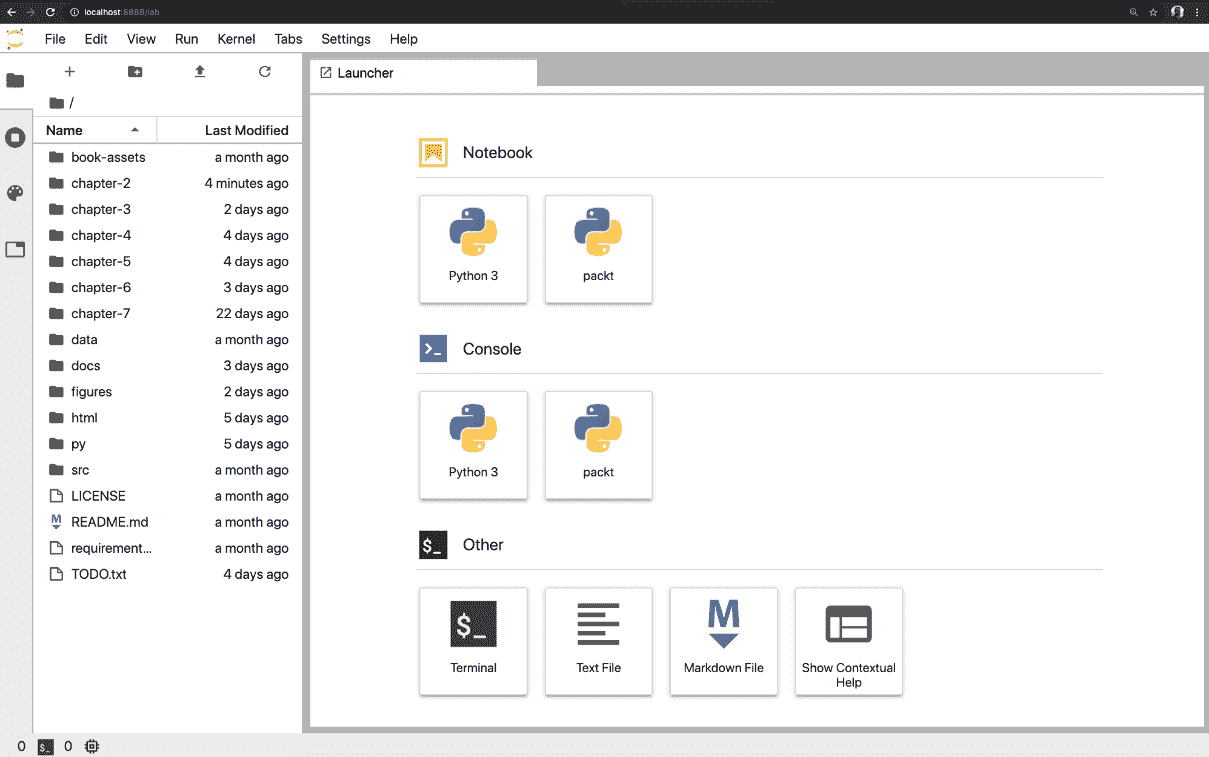 localhost:8888/lab
File Edit View Run Kernel Tabs Settings Help
/
Name Last Modified
book-assets a month ago
chapter-2 4 minutes ago
chapter-3 2 days ago
chapter-4 4 days ago
chapter-5 4 days ago
chapter-6 3 days ago
chapter-7 22 days ago
data a month ago
docs 3 days ago
figures 2 days ago
html 5 days ago
py 5 days ago
src a month ago
LICENSE a month ago
README.md a month ago
requirement... a month ago
TODO.txt 4 days ago
Launcher
Notebook
Python 3 packt
Console
Python 3 packt
$_ Other
$_ M
Terminal Text File Markdown File Show Contextual
Help
0 $_ 0